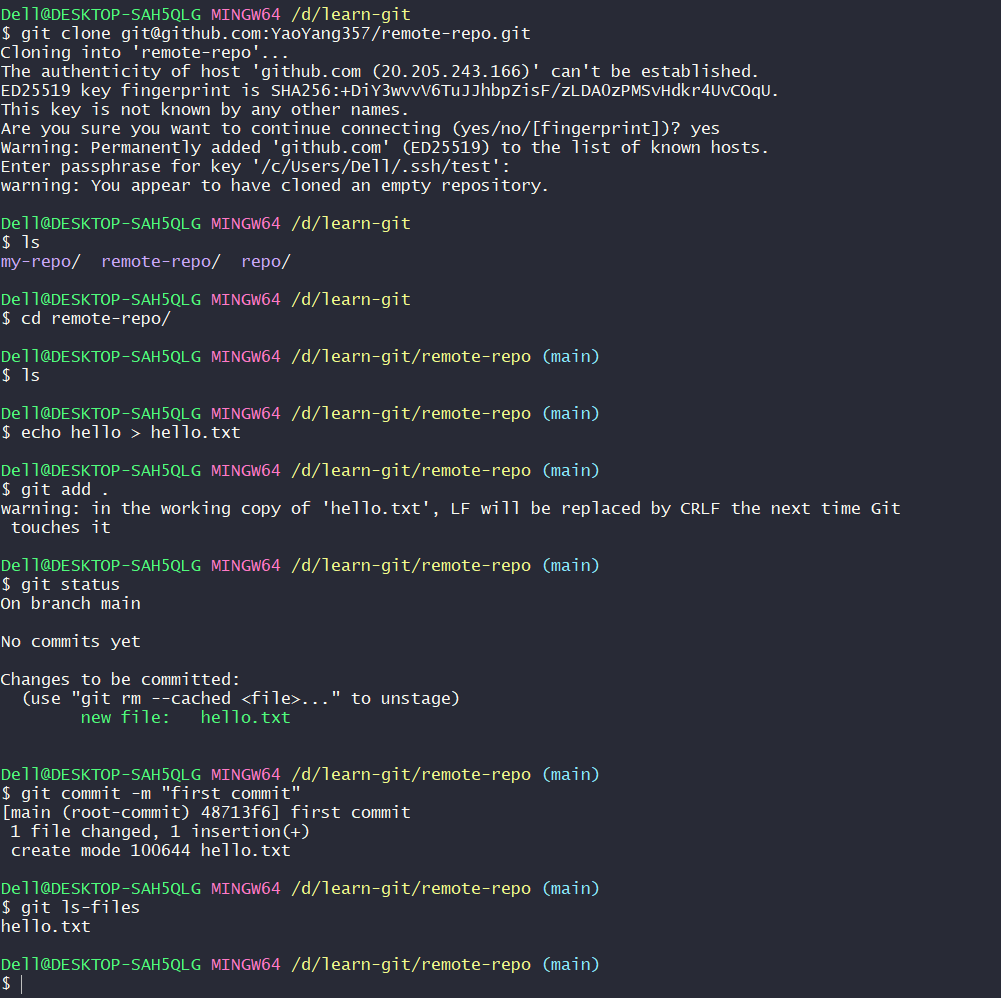 Dell@DESKTOP-SAH5QLG MINGW64 /d/learn-git
$ git clone git@github.com:YaoYang357/remote-repo.git
Cloning into 'remote-repo'...
The authenticity of host 'github.com (20.205.243.166)' can't be established.
ED25519 key fingerprint is SHA256:+DiY3wvvV6TuJJhbpZisF/zLDA0zPMSvHdkr4UvCOqU.
This key is not known by any other names.
Are you sure you want to continue connecting (yes/no/[fingerprint])? yes
Warning: Permanently added 'github.com' (ED25519) to the list of known hosts.
Enter passphrase for key '/c/Users/Dell/.ssh/test':
warning: You appear to have cloned an empty repository.
Dell@DESKTOP-SAH5QLG MINGW64 /d/learn-git
$ ls
my-repo/  remote-repo/  repo/
Dell@DESKTOP-SAH5QLG MINGW64 /d/learn-git
$ cd remote-repo/
Dell@DESKTOP-SAH5QLG MINGW64 /d/learn-git/remote-repo (main)
$ ls
Dell@DESKTOP-SAH5QLG MINGW64 /d/learn-git/remote-repo (main)
$ echo hello > hello.txt
Dell@DESKTOP-SAH5QLG MINGW64 /d/learn-git/remote-repo (main)
$ git add .
warning: in the working copy of 'hello.txt', LF will be replaced by CRLF the next time Git
 touches it
Dell@DESKTOP-SAH5QLG MINGW64 /d/learn-git/remote-repo (main)
$ git status
On branch main
No commits yet
Changes to be committed:
  (use "git rm --cached <file>..." to unstage)
        new file:   hello.txt
Dell@DESKTOP-SAH5QLG MINGW64 /d/learn-git/remote-repo (main)
$ git commit -m "first commit"
[main (root-commit) 48713f6] first commit
 1 file changed, 1 insertion(+)
 create mode 100644 hello.txt
Dell@DESKTOP-SAH5QLG MINGW64 /d/learn-git/remote-repo (main)
$ git ls-files
hello.txt
Dell@DESKTOP-SAH5QLG MINGW64 /d/learn-git/remote-repo (main)
$